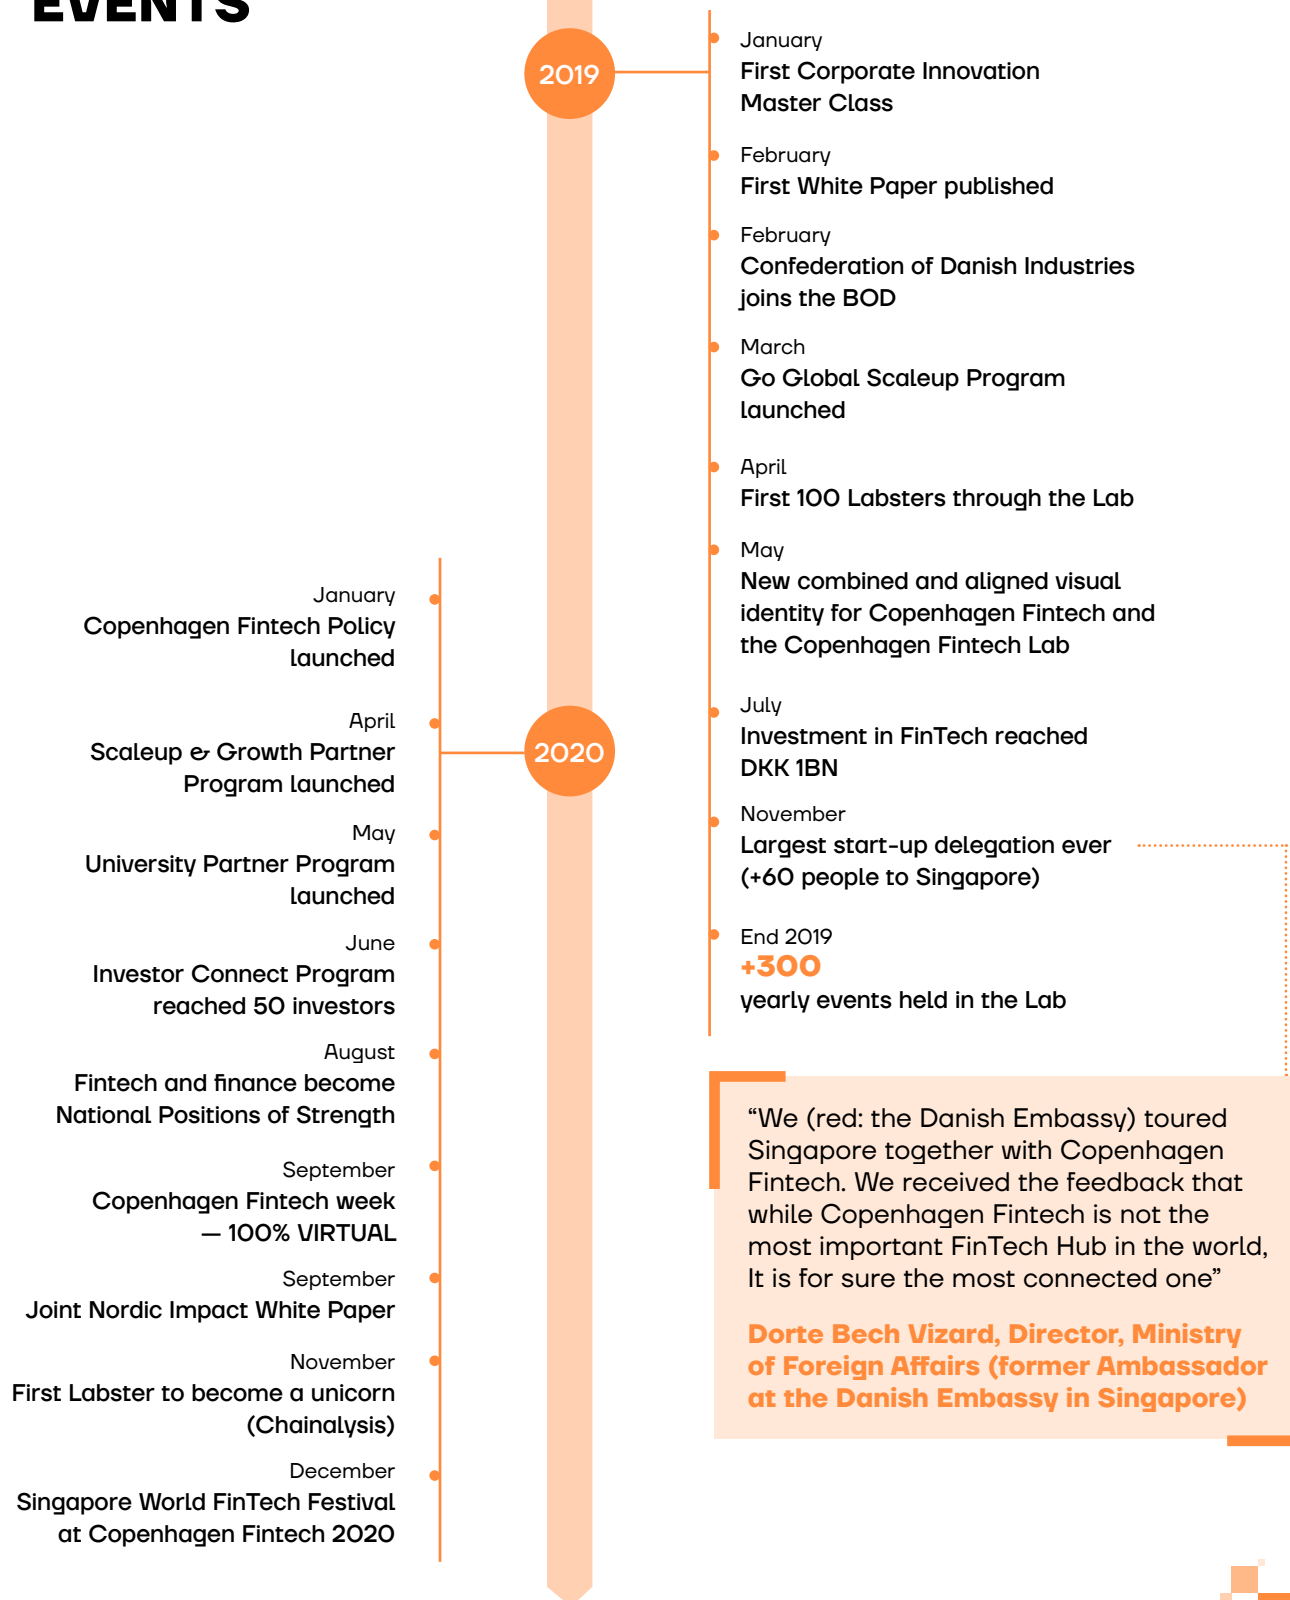 EVENTS
2019
January
First Corporate Innovation
Master Class
February
First White Paper published
February
Confederation of Danish Industries
joins the BOD
March
Go Global Scaleup Program
launched
April
First 100 Labsters through the Lab
May
New combined and aligned visual
identity for Copenhagen Fintech and
the Copenhagen Fintech Lab
July
Investment in FinTech reached
DKK 1BN
November
Largest start-up delegation ever
(+60 people to Singapore)
End 2019
+300
yearly events held in the Lab
“We (red: the Danish Embassy) toured
Singapore together with Copenhagen
Fintech. We received the feedback that
while Copenhagen Fintech is not the
most important FinTech Hub in the world,
It is for sure the most connected one”
Dorte Bech Vizard, Director, Ministry
of Foreign Affairs (former Ambassador
at the Danish Embassy in Singapore)
2020
January
Copenhagen Fintech Policy
launched
April
Scaleup & Growth Partner
Program launched
May
University Partner Program
launched
June
Investor Connect Program
reached 50 investors
August
Fintech and finance become
National Positions of Strength
September
Copenhagen Fintech week
— 100% VIRTUAL
September
Joint Nordic Impact White Paper
November
First Labster to become a unicorn
(Chainalysis)
December
Singapore World FinTech Festival
at Copenhagen Fintech 2020